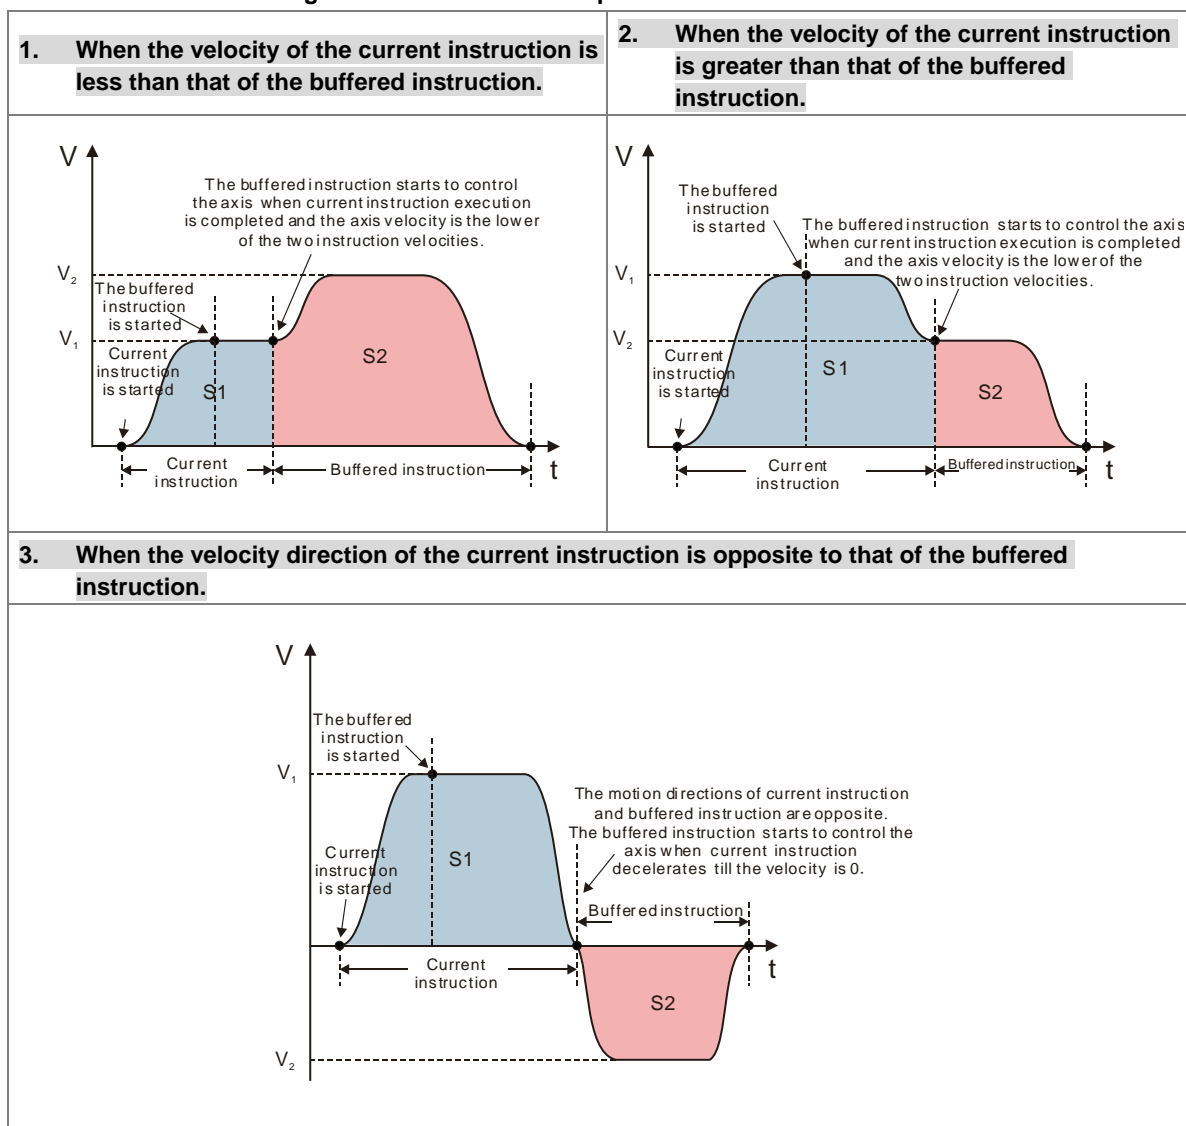 1. When the velocity of the current instruction is
less than that of the buffered instruction.
2. When the velocity of the current instruction
is greater than that of the buffered
instruction.
V
The buffered instruction starts to control
the axis when current instruction execution
is completed and the axis velocity is the lower
of the two instruction velocities.
V2
The buffered
instruction
is started
V1
Current
instruction
is started
S1
S2
Current
instruction
Buffered instruction
t
V
The buffered
instruction
is started
The buffered instruction starts to control the axis
when current instruction execution is completed
and the axis velocity is the lower of the
two instruction velocities.
V1
V2
Current
instruction
is started
S1
S2
Current
instruction
Buffered instruction
t
3. When the velocity direction of the current instruction is opposite to that of the buffered
instruction.
V
The buffered
instruction
is started
V1
The motion directions of current instruction
and buffered instruction are opposite.
The buffered instruction starts to control the
axis when current instruction
decelerates till the velocity is 0.
Current
instruction
is started
S1
Buffered instruction
Current
instruction
t
S2
V2